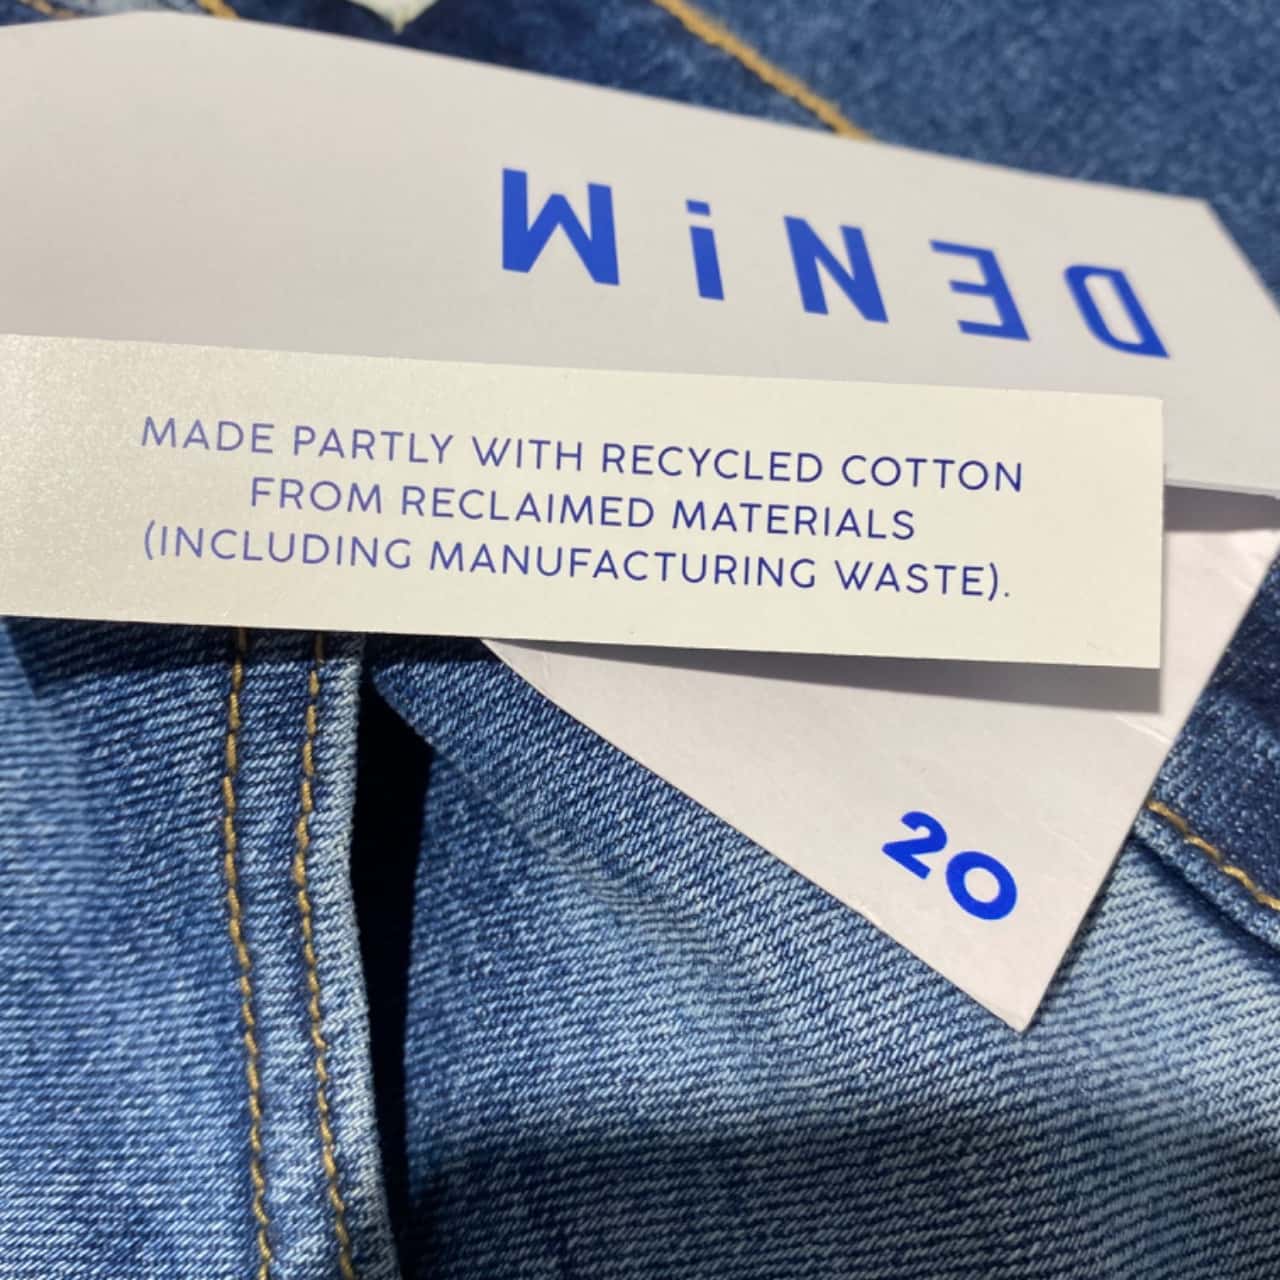 DENiM
MADE PARTLY WITH RECYCLED COTTON
FROM RECLAIMED MATERIALS
(INCLUDING MANUFACTURING WASTE).
20